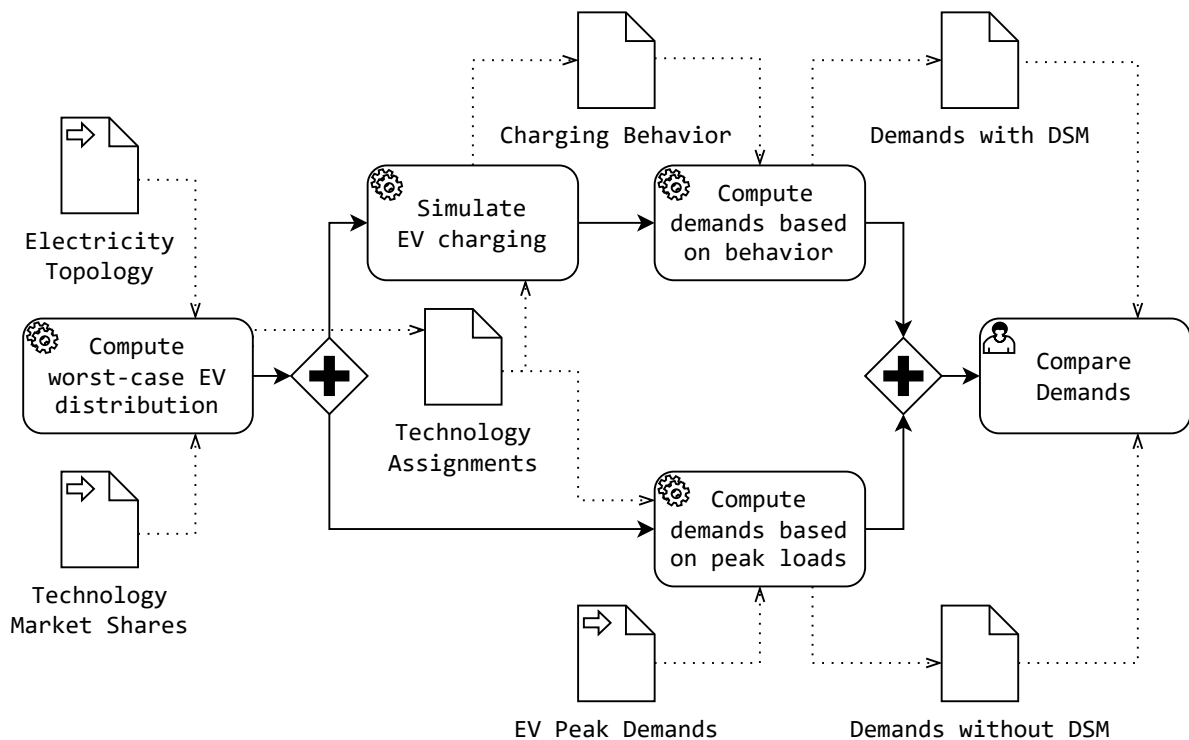 Charging Behavior
Demands with DSM
Electricity
Topology
Simulate
EV charging
Compute
demands based
on behavior
Compute
worst-case EV
distribution
Technology
Assignments
Compare
Demands
Technology
Market Shares
Compute
demands based
on peak loads
EV Peak Demands
Demands without DSM